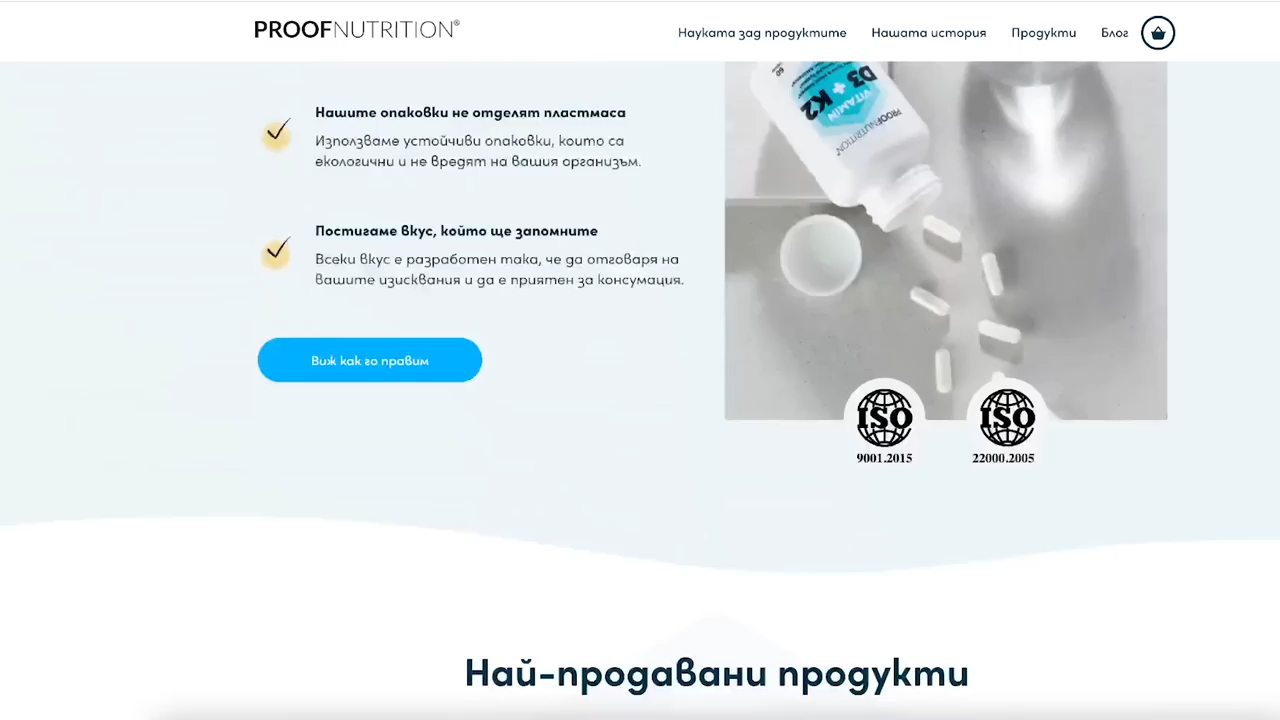 PROOFNUTRITION®
Науката зад продуктите
Нашата история
Продукти
Блог
Нашите опаковки не отделят пластмаса
Използваме устойчиви опаковки, които са
екологични и не вредят на вашия организъм.
Постигаме вкус, който ще запомните
Всеки вкус е разработен така, че да отговаря на
вашите изисквания и да е приятен за консумация.
Виж как го правим
60
D3 + K2
VITAMIN
PROOFNUTRITION®
ISO
9001.2015
ISO
22000.2005
Най-продавани продукти